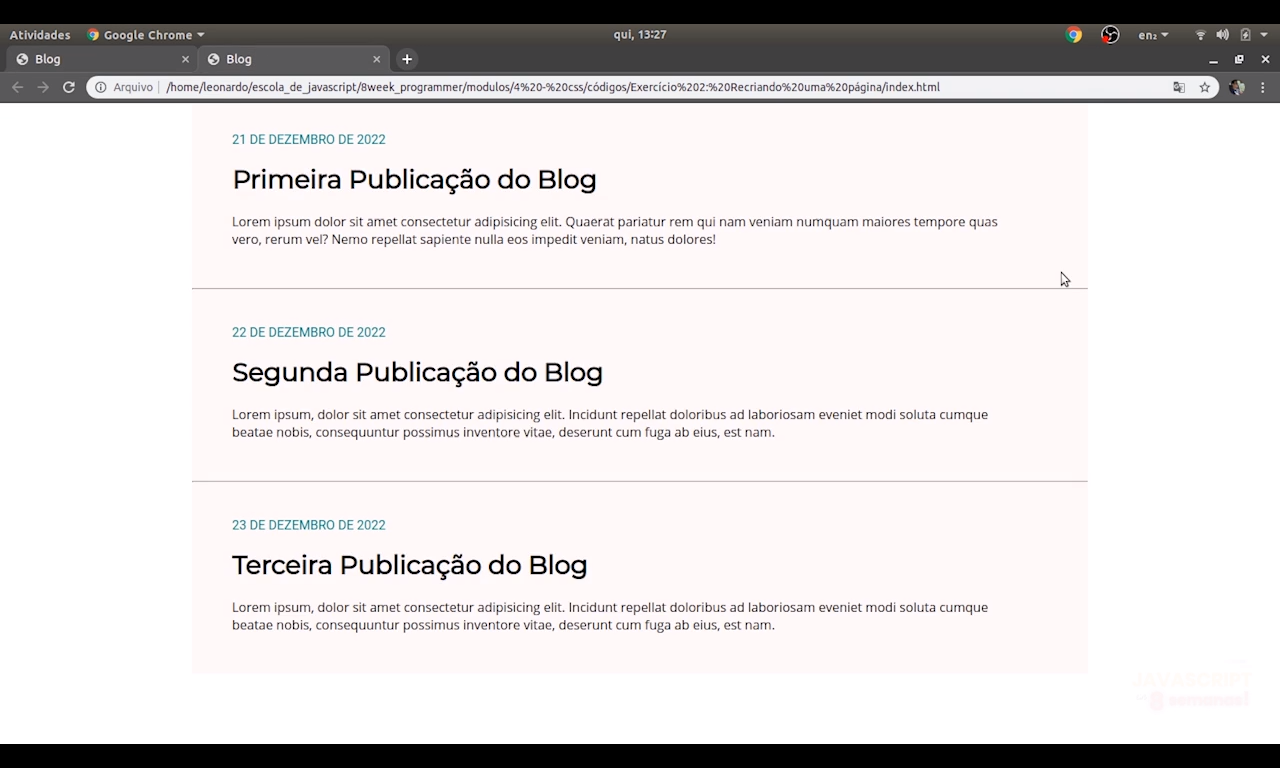 Atividades Google Chrome qui, 13:27 en₂
Blog Blog
Arquivo /home/leonardo/escola_de_javascript/8week_programmer/modulos/4%20-%20css/códigos/Exercício%202:%20Recriando%20uma%20página/index.html
21 DE DEZEMBRO DE 2022
Primeira Publicação do Blog
Lorem ipsum dolor sit amet consectetur adipisicing elit. Quaerat pariatur rem qui nam veniam numquam maiores tempore quas
vero, rerum vel? Nemo repellat sapiente nulla eos impedit veniam, natus dolores!
22 DE DEZEMBRO DE 2022
Segunda Publicação do Blog
Lorem ipsum, dolor sit amet consectetur adipisicing elit. Incidunt repellat doloribus ad laboriosam eveniet modi soluta cumque
beatae nobis, consequuntur possimus inventore vitae, deserunt cum fuga ab eius, est nam.
23 DE DEZEMBRO DE 2022
Terceira Publicação do Blog
Lorem ipsum, dolor sit amet consectetur adipisicing elit. Incidunt repellat doloribus ad laboriosam eveniet modi soluta cumque
beatae nobis, consequuntur possimus inventore vitae, deserunt cum fuga ab eius, est nam.
JAVASCRIPT
8 semanas!